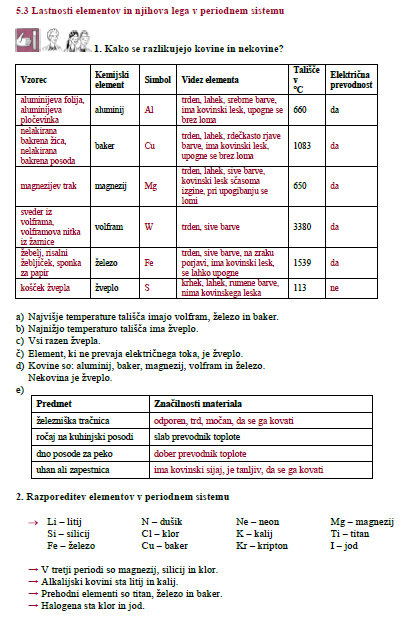 5.3 Lastnosti elementov in njihova lega v periodnem sistemu
1. Kako se razlikujejo kovine in nekovine?
Vzorec
Kemijski
element
Simbol
Videz elementa
Tališče
v
°C
Električna
prevodnost
aluminijeva folija,
aluminijeva
pločevinka
aluminij
Al
trden, lahek, srebrne barve,
ima kovinski lesk, upogne se
brez loma
660
da
nelakirana
bakrena žica,
nelakirana
bakrena posoda
baker
Cu
trden, lahek, rdečkasto rjave
barve, ima kovinski lesk,
upogne se brez loma
1083
da
magnezijev trak
magnezij
Mg
trden, lahek, sive barve,
kovinski lesk sčasoma
izgine, pri upogibanju se
lomi
650
da
sveder iz
volframa,
volframova nitka
iz žarnice
volfram
W
trden, sive barve
3380
da
žebelj, risalni
žebljiček, sponka
za papir
železo
Fe
trden, sive barve, na zraku
porjavi, ima kovinski lesk,
se lahko upogne
1539
da
košček žvepla
žveplo
S
krhek, lahek, rumene barve,
nima kovinskega leska
113
ne
a) Najvišje temperature tališča imajo volfram, železo in baker.
b) Najnižjo temperaturo tališča ima žveplo.
c) Vsi razen žvepla.
č) Element, ki ne prevaja električnega toka, je žveplo.
d) Kovine so: aluminij, baker, magnezij, volfram in železo.
Nekovina je žveplo.
e)
Predmet
Značilnosti materiala
železniška tračnica
odporen, trd, močan, da se ga kovati
ročaj na kuhinjski posodi
slab prevodnik toplote
dno posode za peko
dober prevodnik toplote
uhan ali zapestnica
ima kovinski sijaj, je tanljiv, da se ga kovati
2. Razporeditev elementov v periodnem sistemu
→ Li – litij N – dušik Ne – neon Mg – magnezij
Si – silicij Cl – klor K – kalij Ti – titan
Fe – železo Cu – baker Kr – kripton I – jod
→ V tretji periodi so magnezij, silicij in klor.
→ Alkalijski kovini sta litij in kalij.
→ Prehodni elementi so titan, železo in baker.
→ Halogena sta klor in jod.